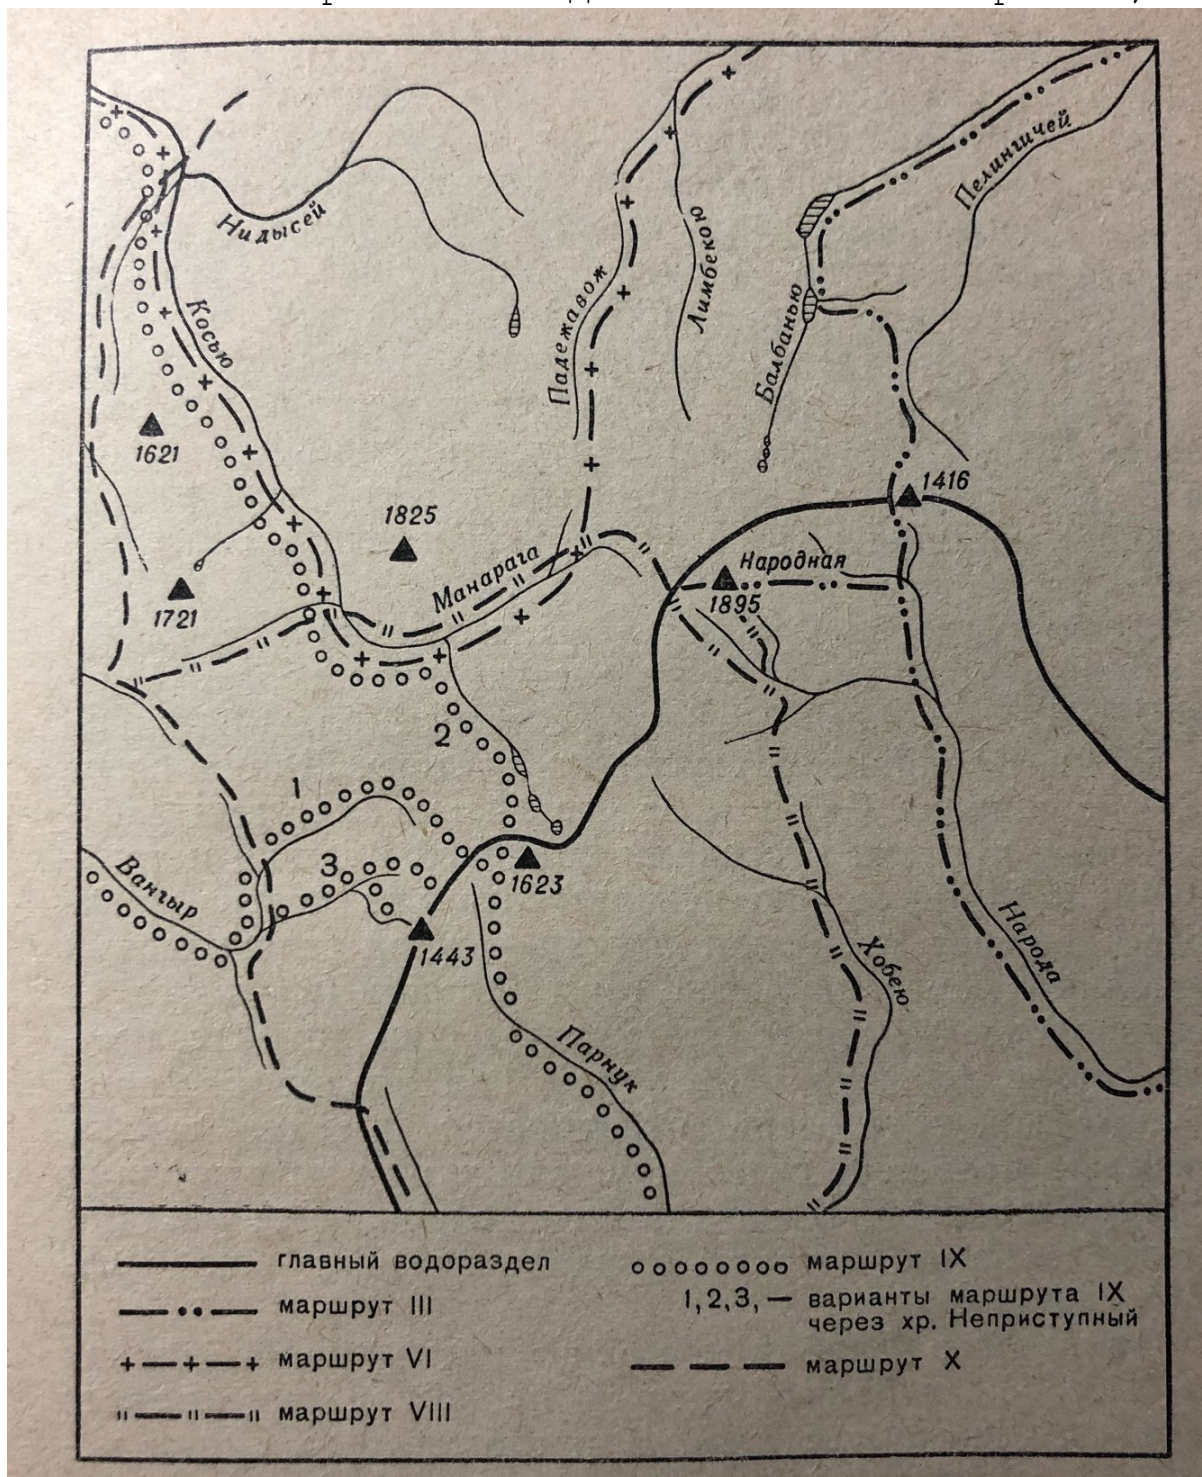 Нидысей
Пелингичей
Лимбекою
Косью
Падежавож
Балбанью
1621
1416
1825
Манарага
Народная
1721
1895
2
1
3
Вангыр
1623
1443
Хобею
Народа
Парнук
главный водораздел
маршрут III
маршрут VI
маршрут VIII
маршрут IX
1,2,3, — варианты маршрута IX
через хр. Неприступный
маршрут X